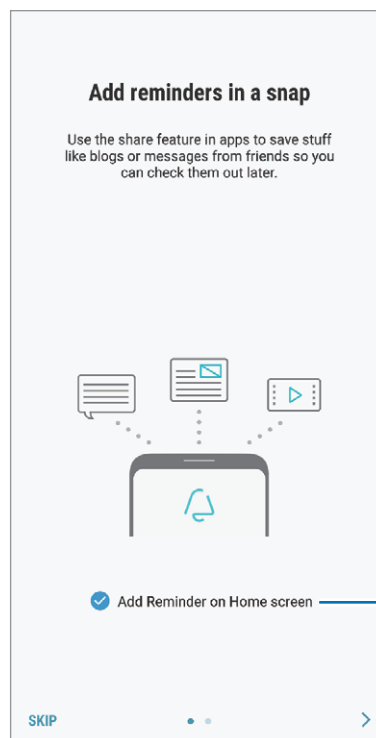 Add reminders in a snap
Use the share feature in apps to save stuff
like blogs or messages from friends so you
can check them out later.
Add Reminder on Home screen
SKIP